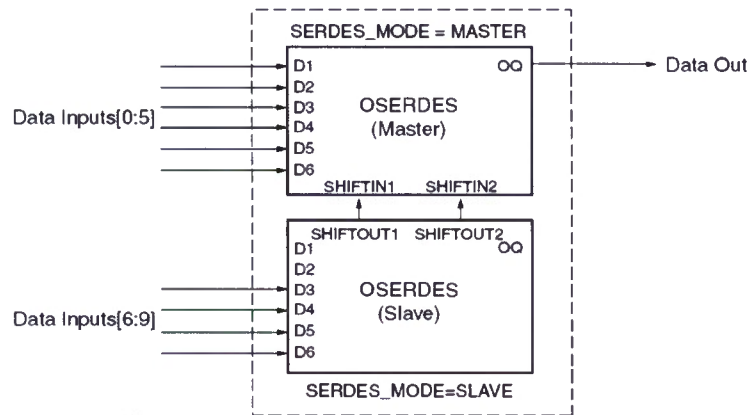 SERDES_MODE = MASTER
D1
OQ
Data Out
D2
D3
OSERDES
Data Inputs[0:5]
D4
(Master)
D5
D6
SHIFTIN1 SHIFTIN2
SHIFTOUT1 SHIFTOUT2
D1
OQ
D2
D3
OSERDES
Data Inputs[6:9]
D4
(Slave)
D5
D6
SERDES_MODE=SLAVE